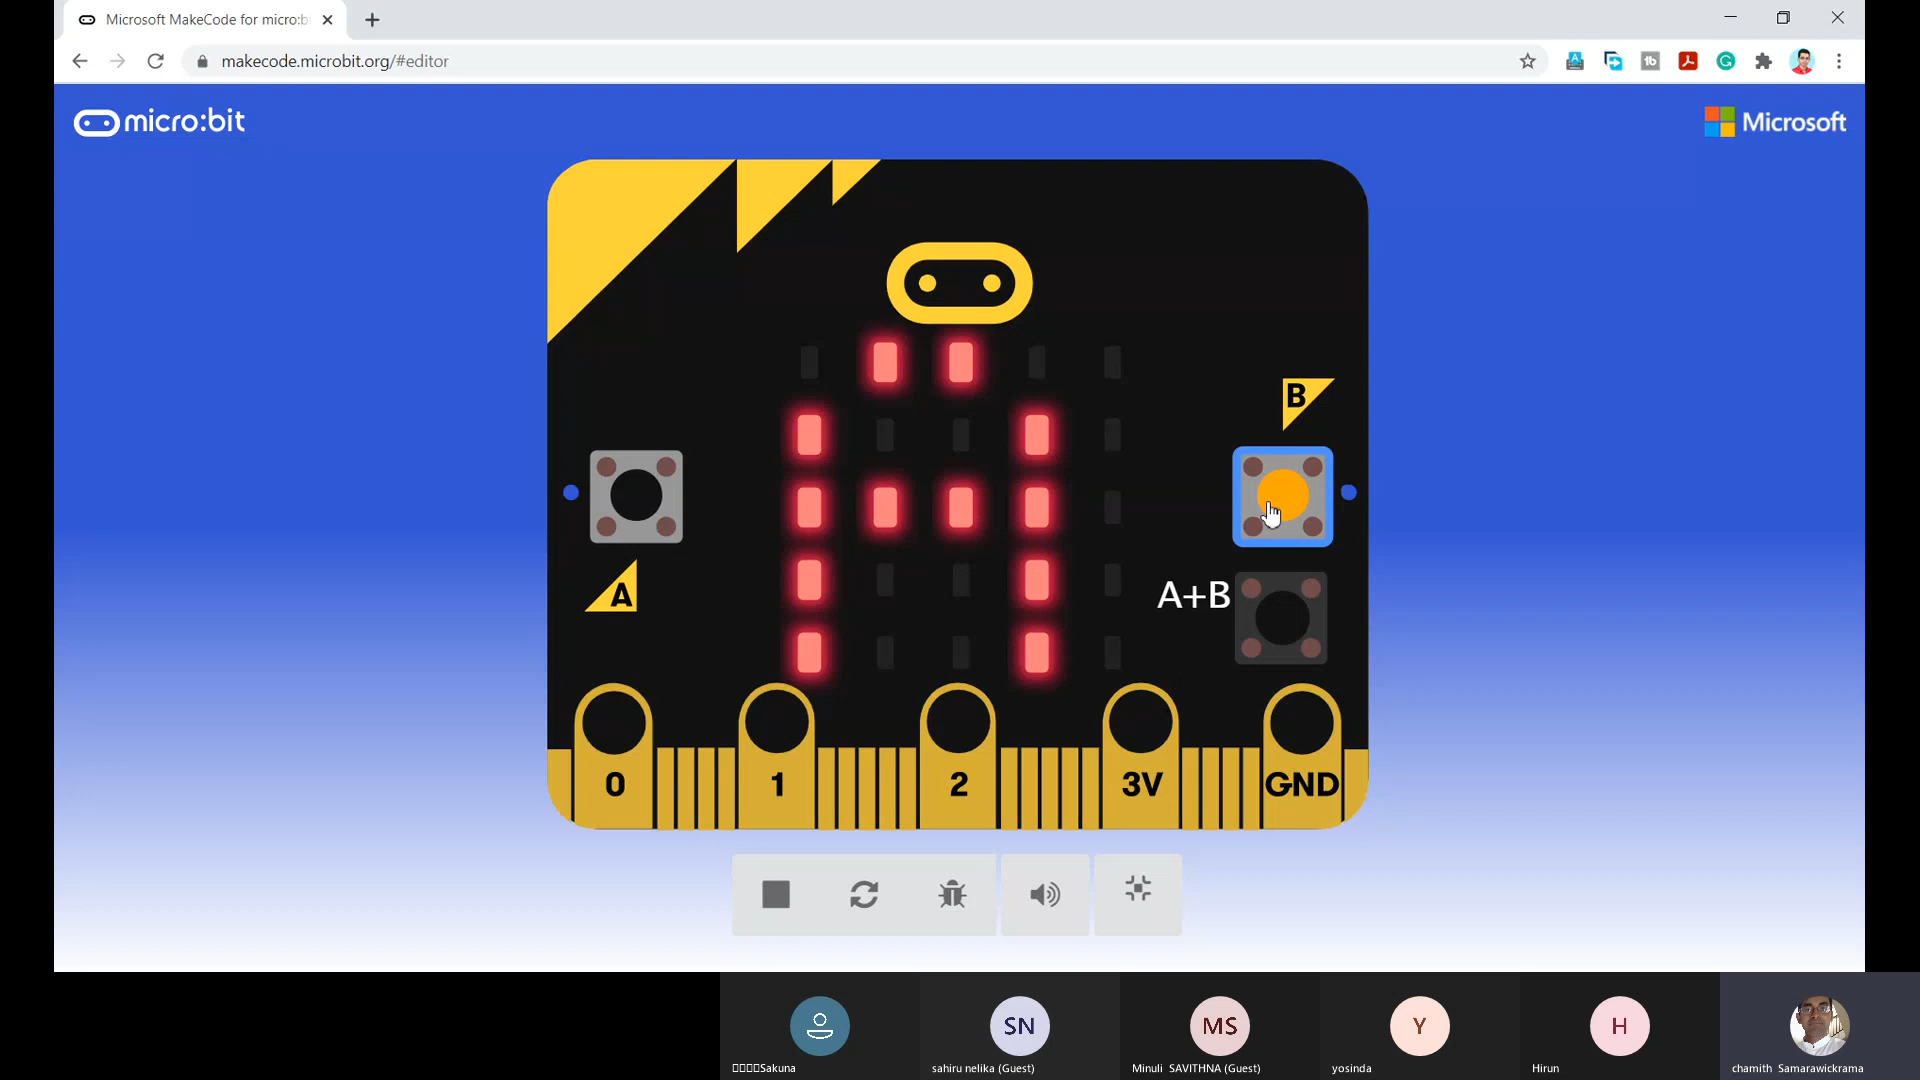 Microsoft MakeCode for micro:b
makecode.microbit.org/#editor
micro:bit
Microsoft
B
A
A+B
0 1 2 3V GND
SN MS Y H
Sakuna sahiru nelika (Guest) Minuli SAVITHNA (Guest) yosinda Hirun chamith Samarawickrama